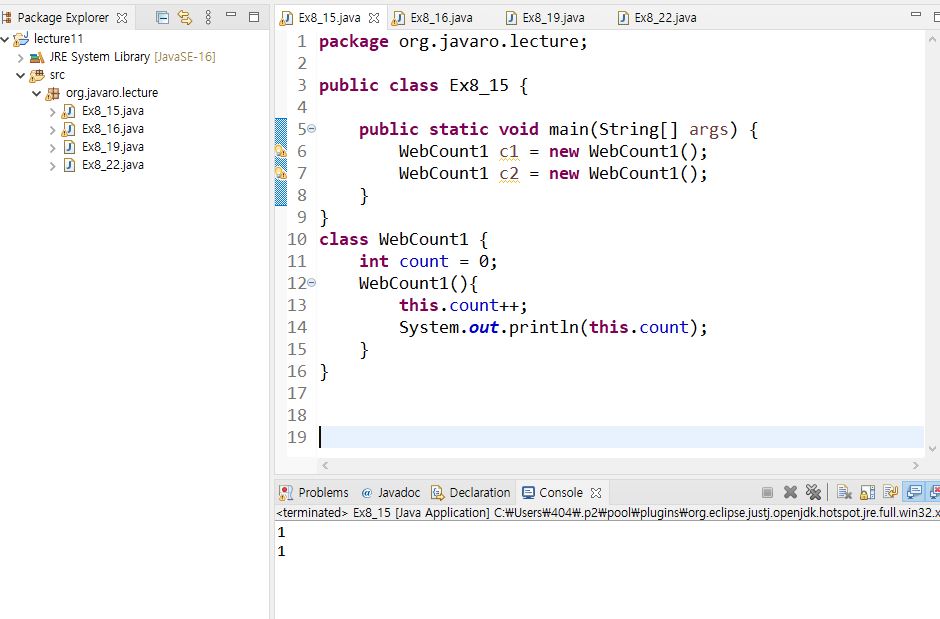 Package Explorer
lecture11
JRE System Library [JavaSE-16]
src
org.javaro.lecture
Ex8_15.java
Ex8_16.java
Ex8_19.java
Ex8_22.java
Ex8_15.java Ex8_16.java Ex8_19.java Ex8_22.java
1 package org.javaro.lecture;
2
3 public class Ex8_15 {
4
5 public static void main(String[] args) {
6 WebCount1 c1 = new WebCount1();
7 WebCount1 c2 = new WebCount1();
8 }
9 }
10 class WebCount1 {
11 int count = 0;
12 WebCount1(){
13 this.count++;
14 System.out.println(this.count);
15 }
16 }
17
18
19
Problems @ Javadoc Declaration Console
<terminated> Ex8_15 [Java Application] C:₩Users₩404₩.p2₩pool₩plugins₩org.eclipse.justj.openjdk.hotspot.jre.full.win32.x
1
1